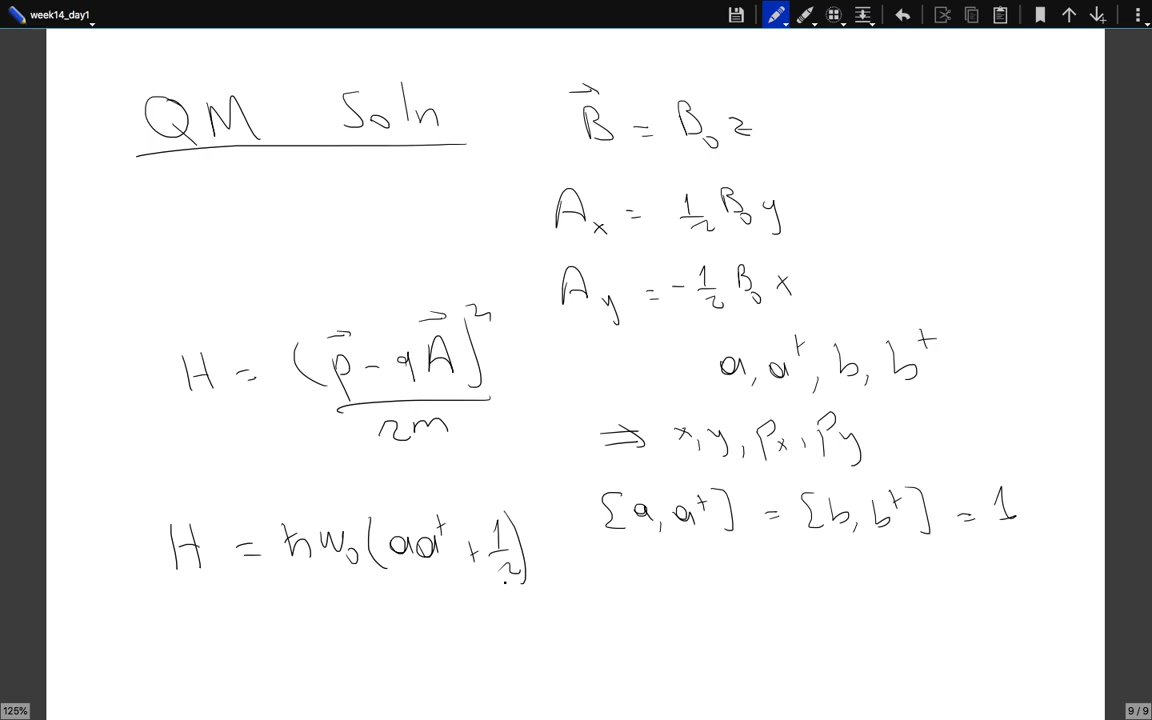 week14_day1
QM Soln
B⃗ = B₀ z
Aₓ = 1/2 B₀ y
A_y = -1/2 B₀ x
H = (p⃗ - qA⃗]² / 2m
a, a†, b, b†
⇒ x, y, pₓ, p_y
[a, a†] = [b, b†] = 1
H = ħω₀(aa† + 1/2)
125%
9 / 9